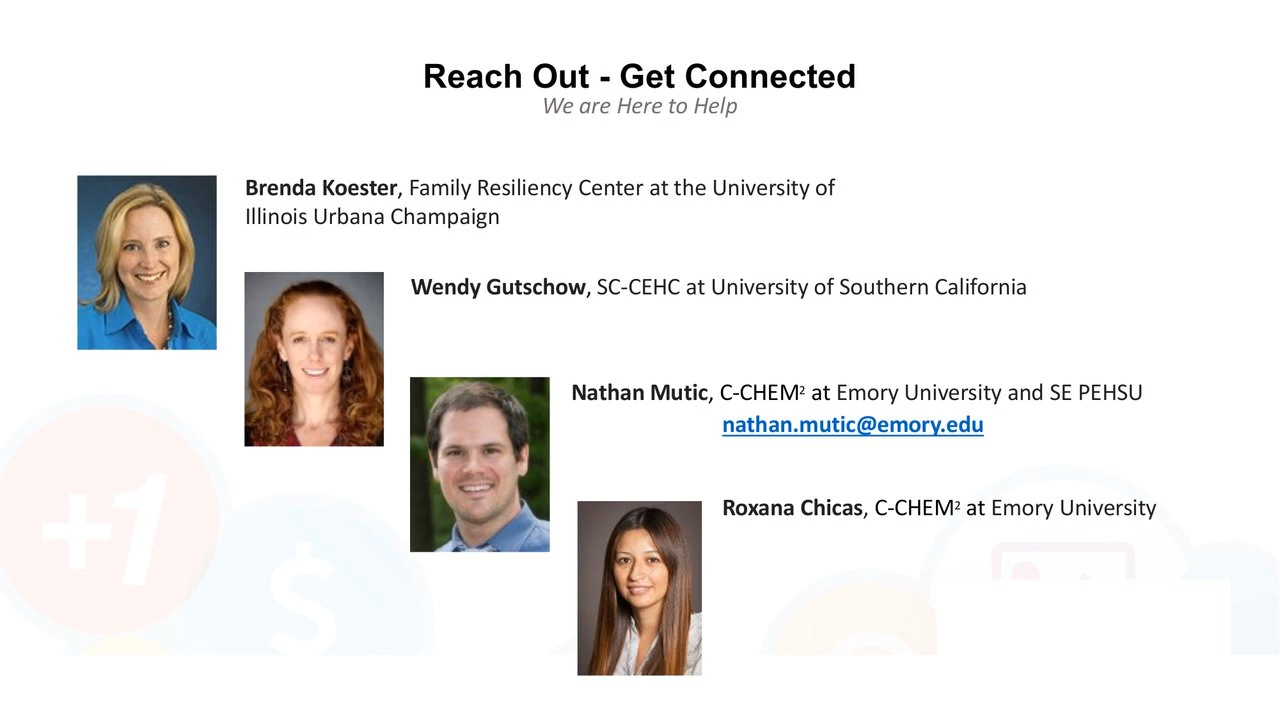 Reach Out - Get Connected
We are Here to Help
Brenda Koester, Family Resiliency Center at the University of
Illinois Urbana Champaign
Wendy Gutschow, SC-CEHC at University of Southern California
Nathan Mutic, C-CHEM² at Emory University and SE PEHSU
nathan.mutic@emory.edu
Roxana Chicas, C-CHEM² at Emory University
+1
$